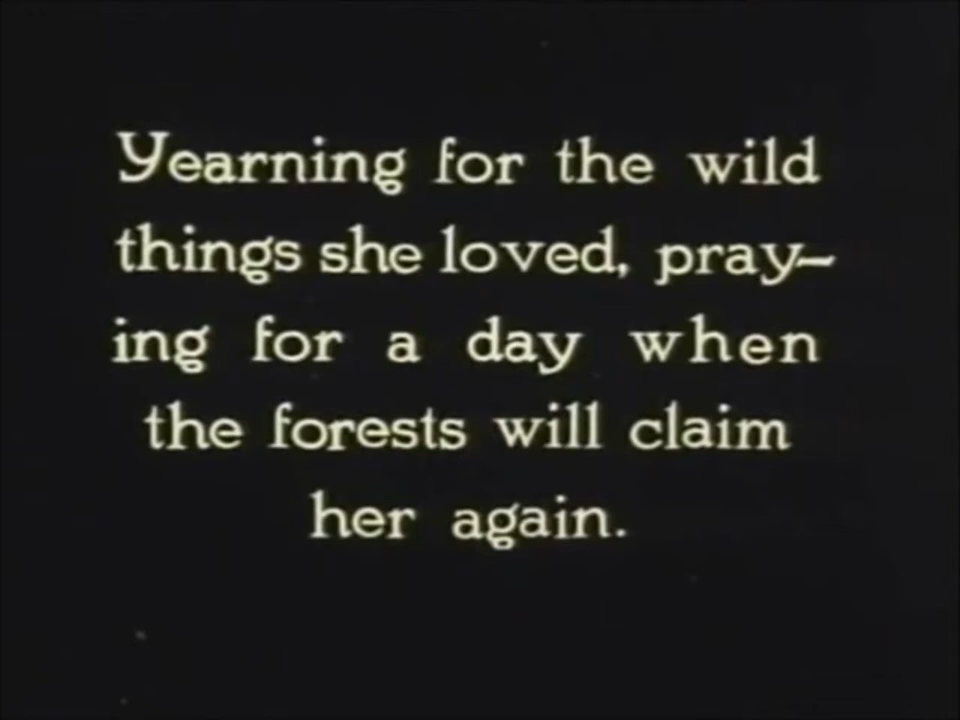 Yearning for the wild
things she loved, pray-
ing for a day when
the forests will claim
her again.